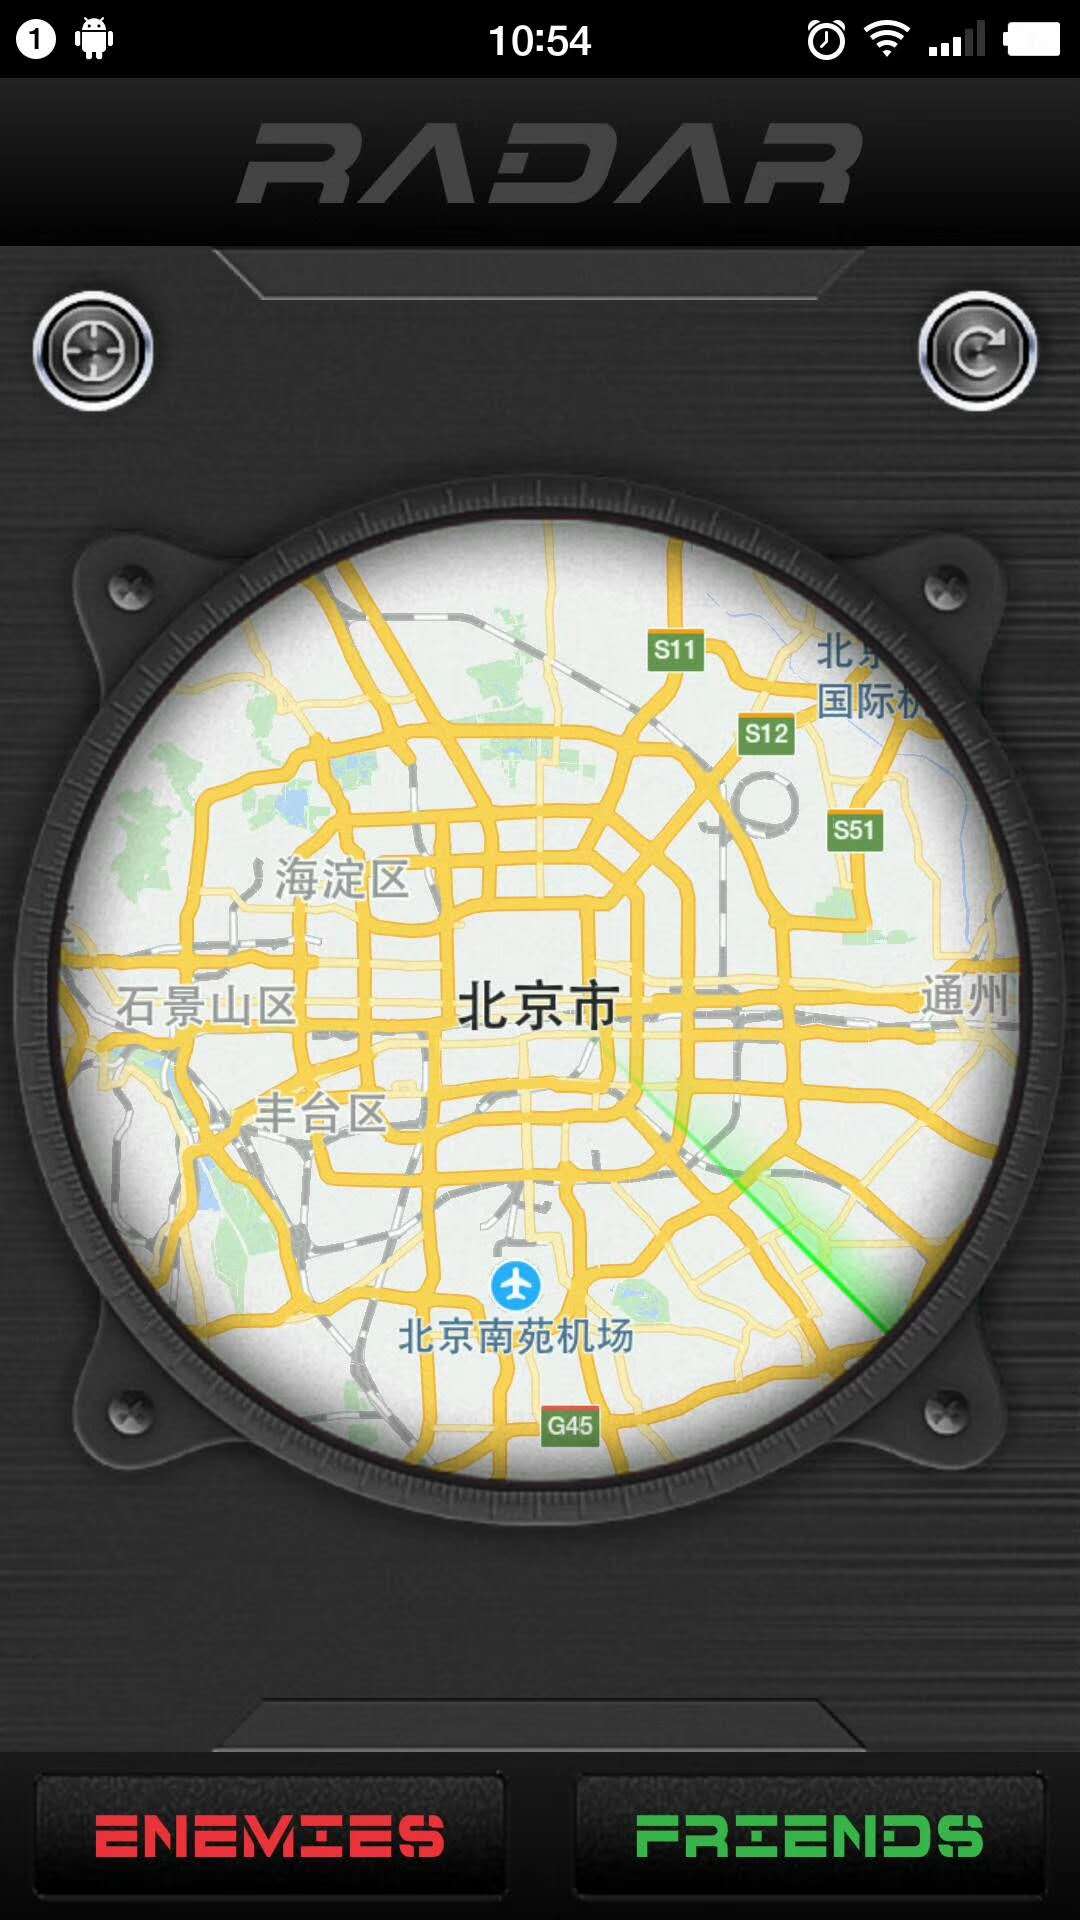 1
10:54
RADAR
S11
北京
国际机
S12
S51
海淀区
北京市
石景山区
通州
丰台区
北京南苑机场
G45
ENEMIES
FRIENDS